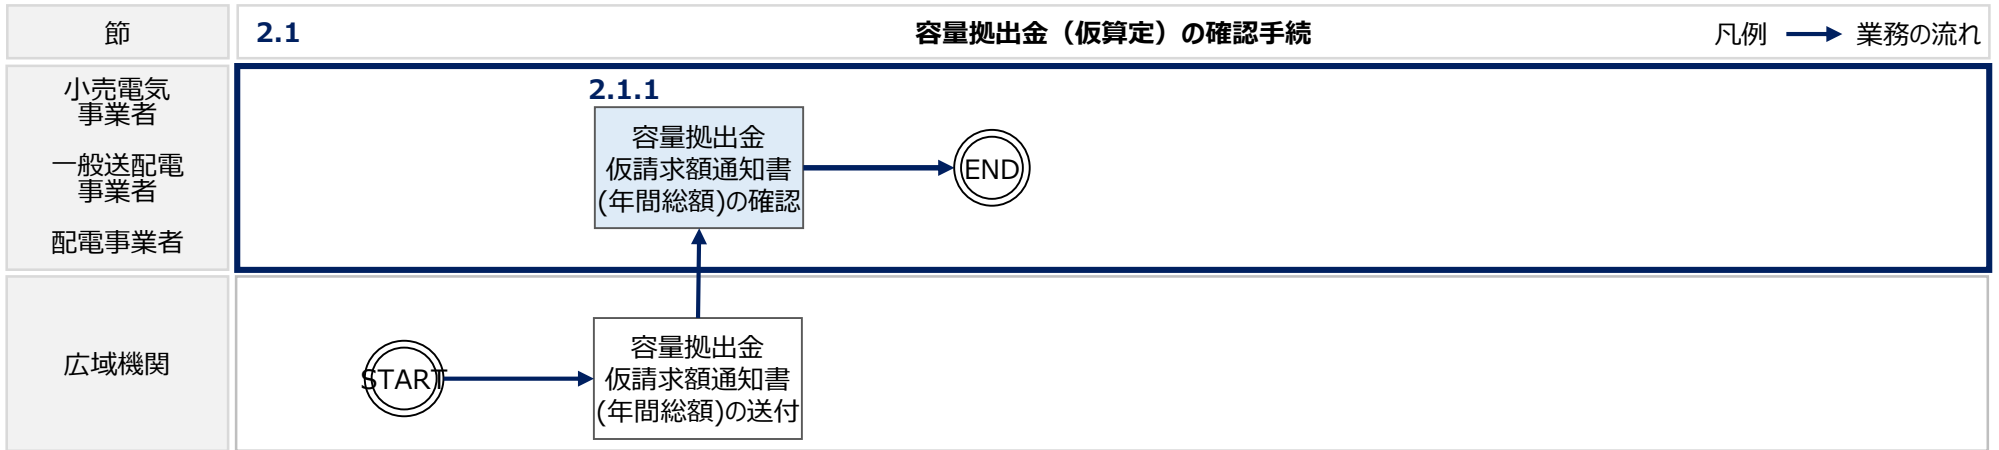 節
2.1
容量拠出金（仮算定）の確認手続
凡例
業務の流れ
小売電気
事業者
一般送配電
事業者
配電事業者
2.1.1
容量拠出金
仮請求額通知書
(年間総額)の確認
END
広域機関
START
容量拠出金
仮請求額通知書
(年間総額)の送付